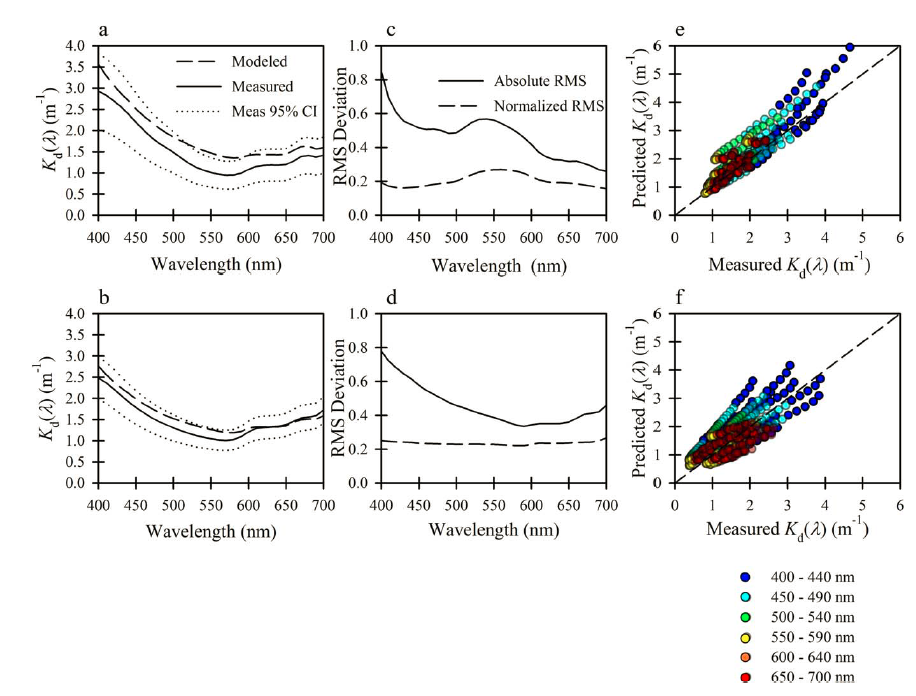 a
4.0
3.5
3.0
2.5
2.0
1.5
1.0
0.5
0.0
400 450 500 550 600 650 700
Kd(λ) (m-1)
Wavelength (nm)
Modeled
Measured
Meas 95% CI
c
1.0
0.8
0.6
0.4
0.2
0.0
400 450 500 550 600 650 700
RMS Deviation
Wavelength (nm)
Absolute RMS
Normalized RMS
e
6
5
4
3
2
1
0
0 1 2 3 4 5 6
Predicted Kd(λ) (m-1)
Measured Kd(λ) (m-1)
b
4.0
3.5
3.0
2.5
2.0
1.5
1.0
0.5
0.0
400 450 500 550 600 650 700
Kd(λ) (m-1)
Wavelength (nm)
d
1.0
0.8
0.6
0.4
0.2
0.0
400 450 500 550 600 650 700
RMS Deviation
Wavelength (nm)
f
6
5
4
3
2
1
0
0 1 2 3 4 5 6
Predicted Kd(λ) (m-1)
Measured Kd(λ) (m-1)
400 - 440 nm
450 - 490 nm
500 - 540 nm
550 - 590 nm
600 - 640 nm
650 - 700 nm